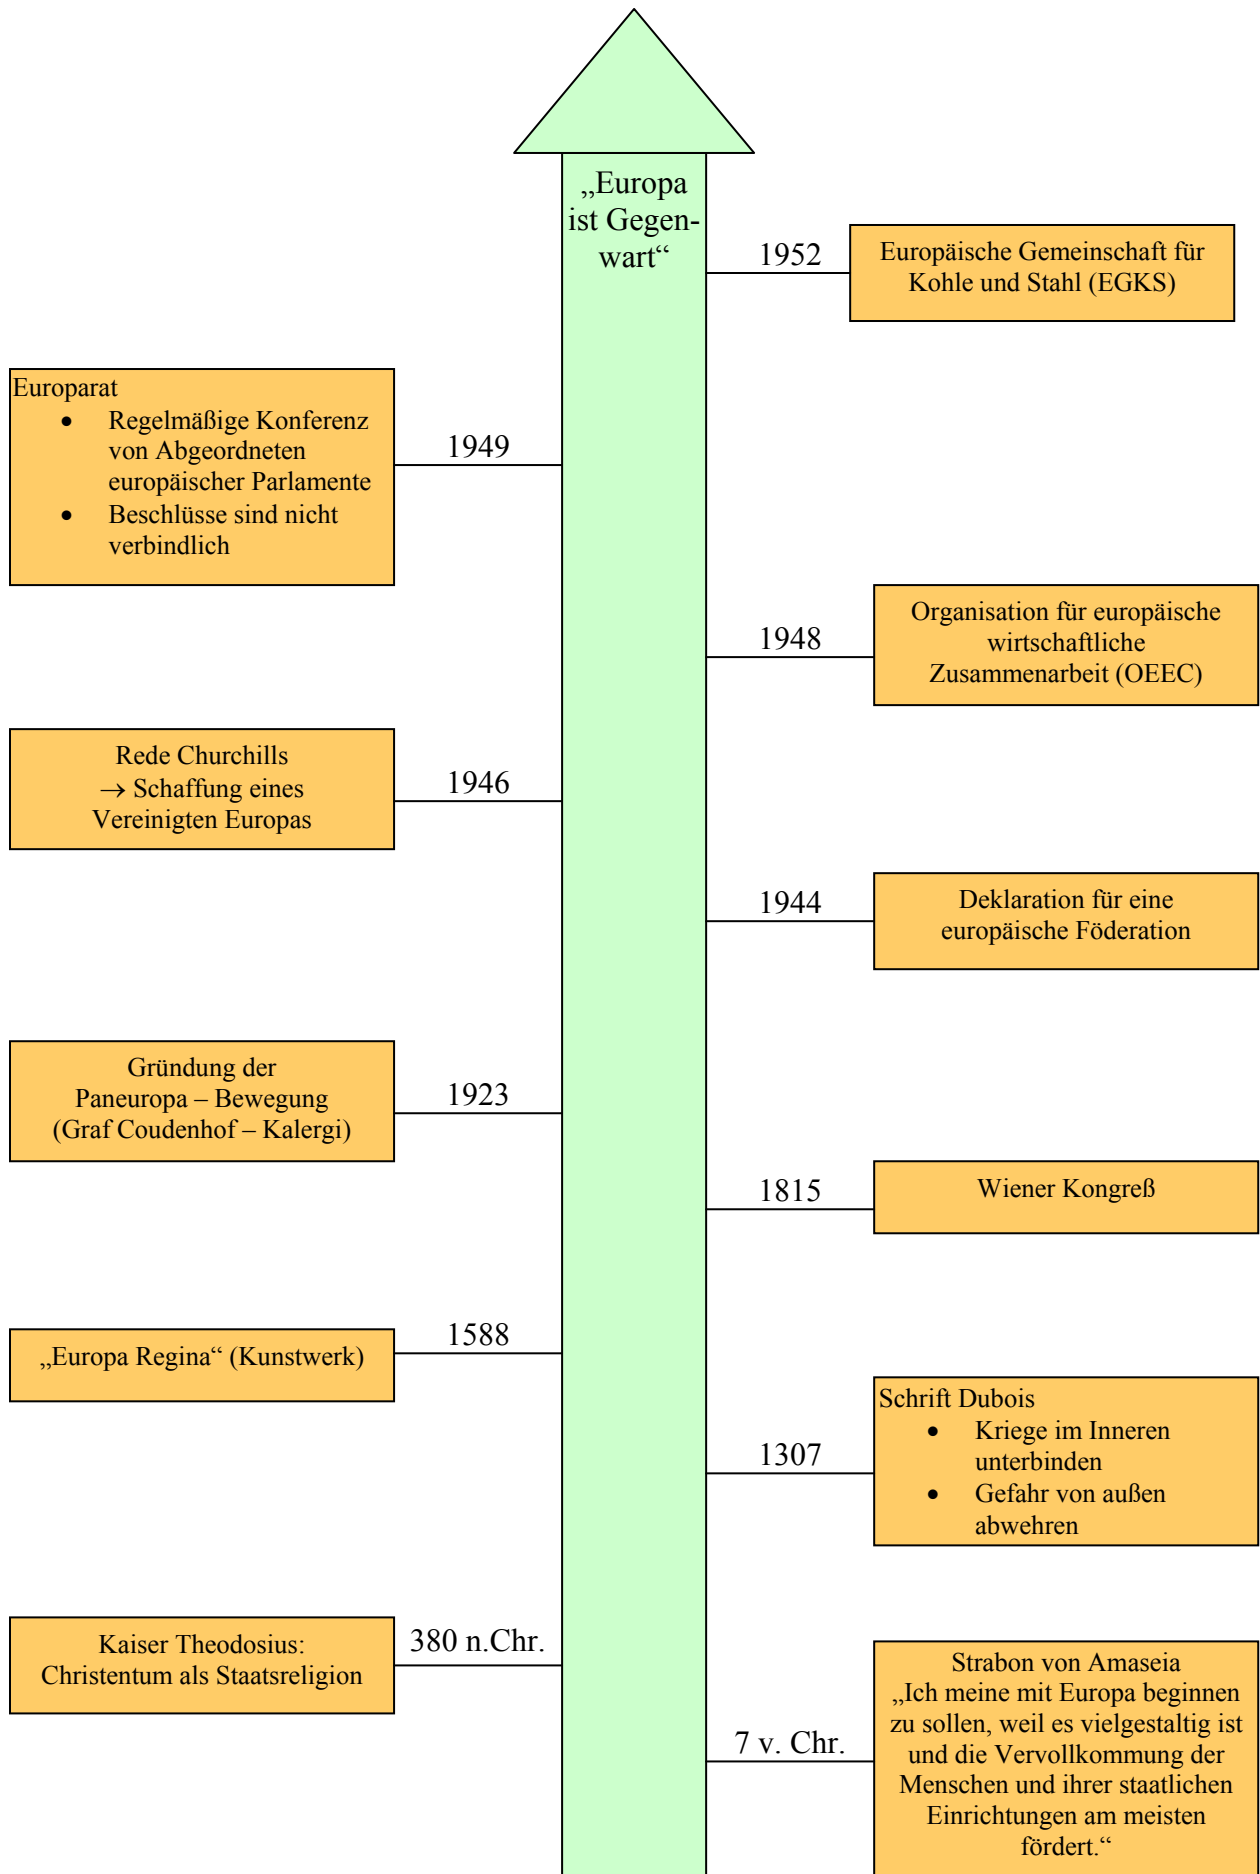 „Europa
ist Gegen-
wart“
1952
Europäische Gemeinschaft für
Kohle und Stahl (EGKS)
Europarat
• Regelmäßige Konferenz
von Abgeordneten
europäischer Parlamente
• Beschlüsse sind nicht
verbindlich
1949
1948
Organisation für europäische
wirtschaftliche
Zusammenarbeit (OEEC)
Rede Churchills
→ Schaffung eines
Vereinigten Europas
1946
1944
Deklaration für eine
europäische Föderation
Gründung der
Paneuropa – Bewegung
(Graf Coudenhof – Kalergi)
1923
1815
Wiener Kongreß
„Europa Regina“ (Kunstwerk)
1588
1307
Schrift Dubois
• Kriege im Inneren
unterbinden
• Gefahr von außen
abwehren
Kaiser Theodosius:
Christentum als Staatsreligion
380 n.Chr.
7 v. Chr.
Strabon von Amaseia
„Ich meine mit Europa beginnen
zu sollen, weil es vielgestaltig ist
und die Vervollkommung der
Menschen und ihrer staatlichen
Einrichtungen am meisten
fördert.“